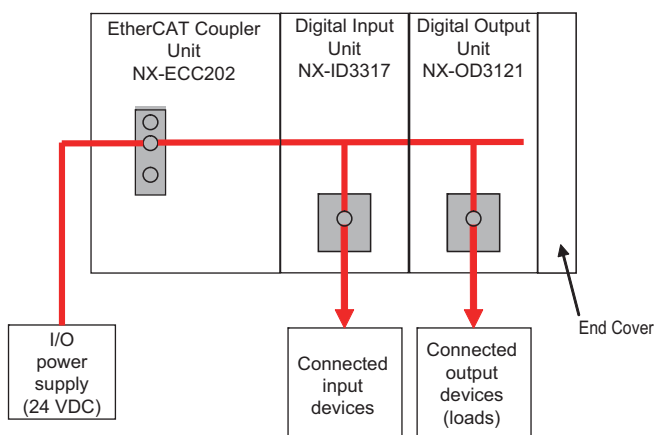 EtherCAT Coupler
Unit
NX-ECC202
Digital Input
Unit
NX-ID3317
Digital Output
Unit
NX-OD3121
End Cover
I/O
power
supply
(24 VDC)
Connected
input
devices
Connected
output
devices
(loads)